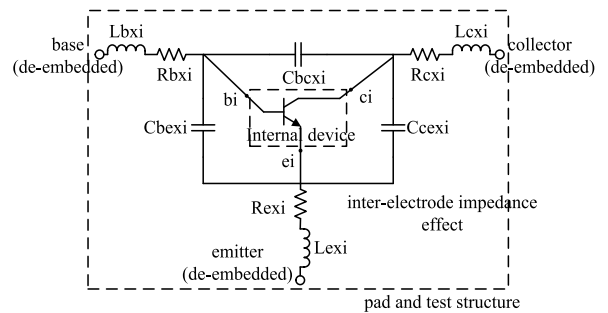 Lbxi
Lcxi
base
(de-embedded)
Rbxi
Cbcxi
Rcxi
collector
(de-embedded)
bi
ci
Cbexi
Internal device
Ccexi
ei
Rexi
inter-electrode impedance
effect
emitter
(de-embedded)
Lexi
pad and test structure